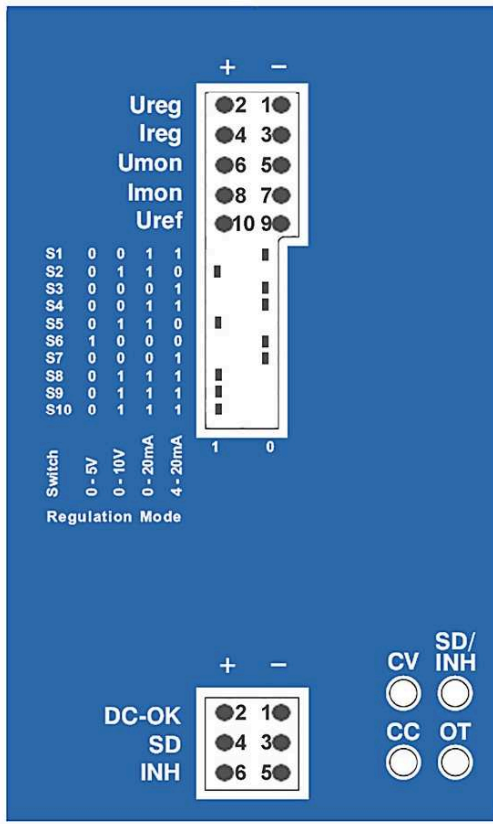 + −
Ureg 2 1
Ireg 4 3
Umon 6 5
Imon 8 7
Uref 10 9
S1 0 0 1 1
S2 0 1 1 0
S3 0 0 0 1
S4 0 0 1 1
S5 0 1 1 0
S6 1 0 0 0
S7 0 0 0 1
S8 0 1 1 1
S9 0 1 1 1
S10 0 1 1 1
1 0
Switch
0 - 5V
0 - 10V
0 - 20mA
4 - 20mA
Regulation Mode
+ −
DC-OK 2 1
SD 4 3
INH 6 5
CV SD/
INH
CC OT